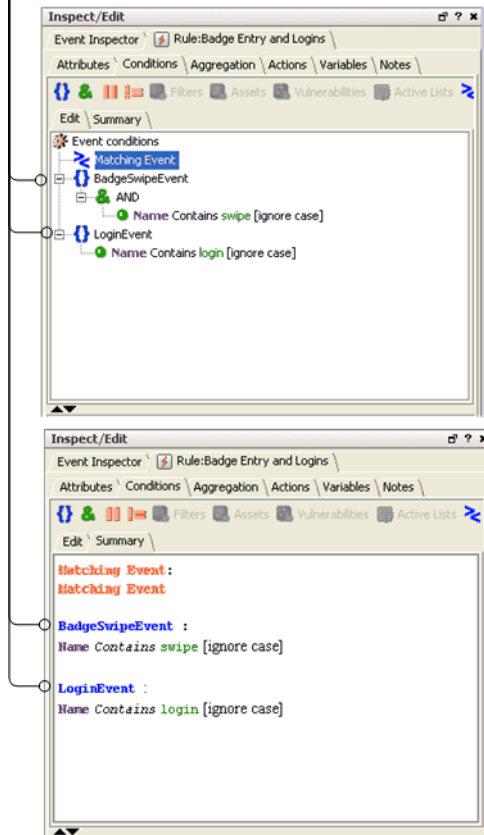 Inspect/Edit
Event Inspector Rule:Badge Entry and Logins
Attributes Conditions Aggregation Actions Variables Notes
{} & Filters Assets Vulnerabilities Active Lists
Edit Summary
Event conditions
Matching Event
{} BadgeSwipeEvent
& AND
Name Contains swipe [ignore case]
{} LoginEvent
Name Contains login [ignore case]
Inspect/Edit
Event Inspector Rule:Badge Entry and Logins
Attributes Conditions Aggregation Actions Variables Notes
{} & Filters Assets Vulnerabilities Active Lists
Edit Summary
Matching Event:
Matching Event
BadgeSwipeEvent :
Name Contains swipe [ignore case]
LoginEvent :
Name Contains login [ignore case]